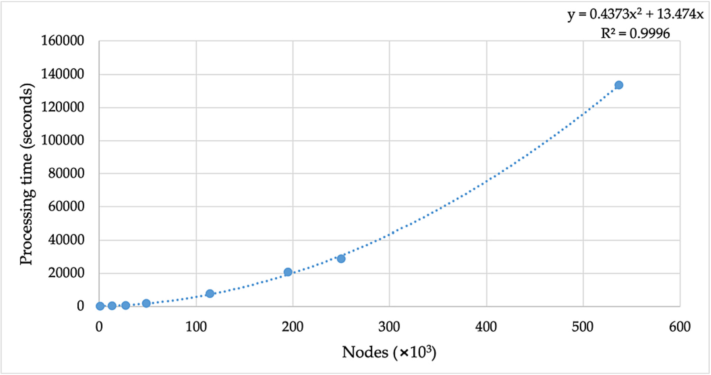 y = 0.4373x² + 13.474x
R² = 0.9996
160000
140000
120000
100000
80000
60000
40000
20000
0
Processing time (seconds)
0 100 200 300 400 500 600
Nodes (×10³)